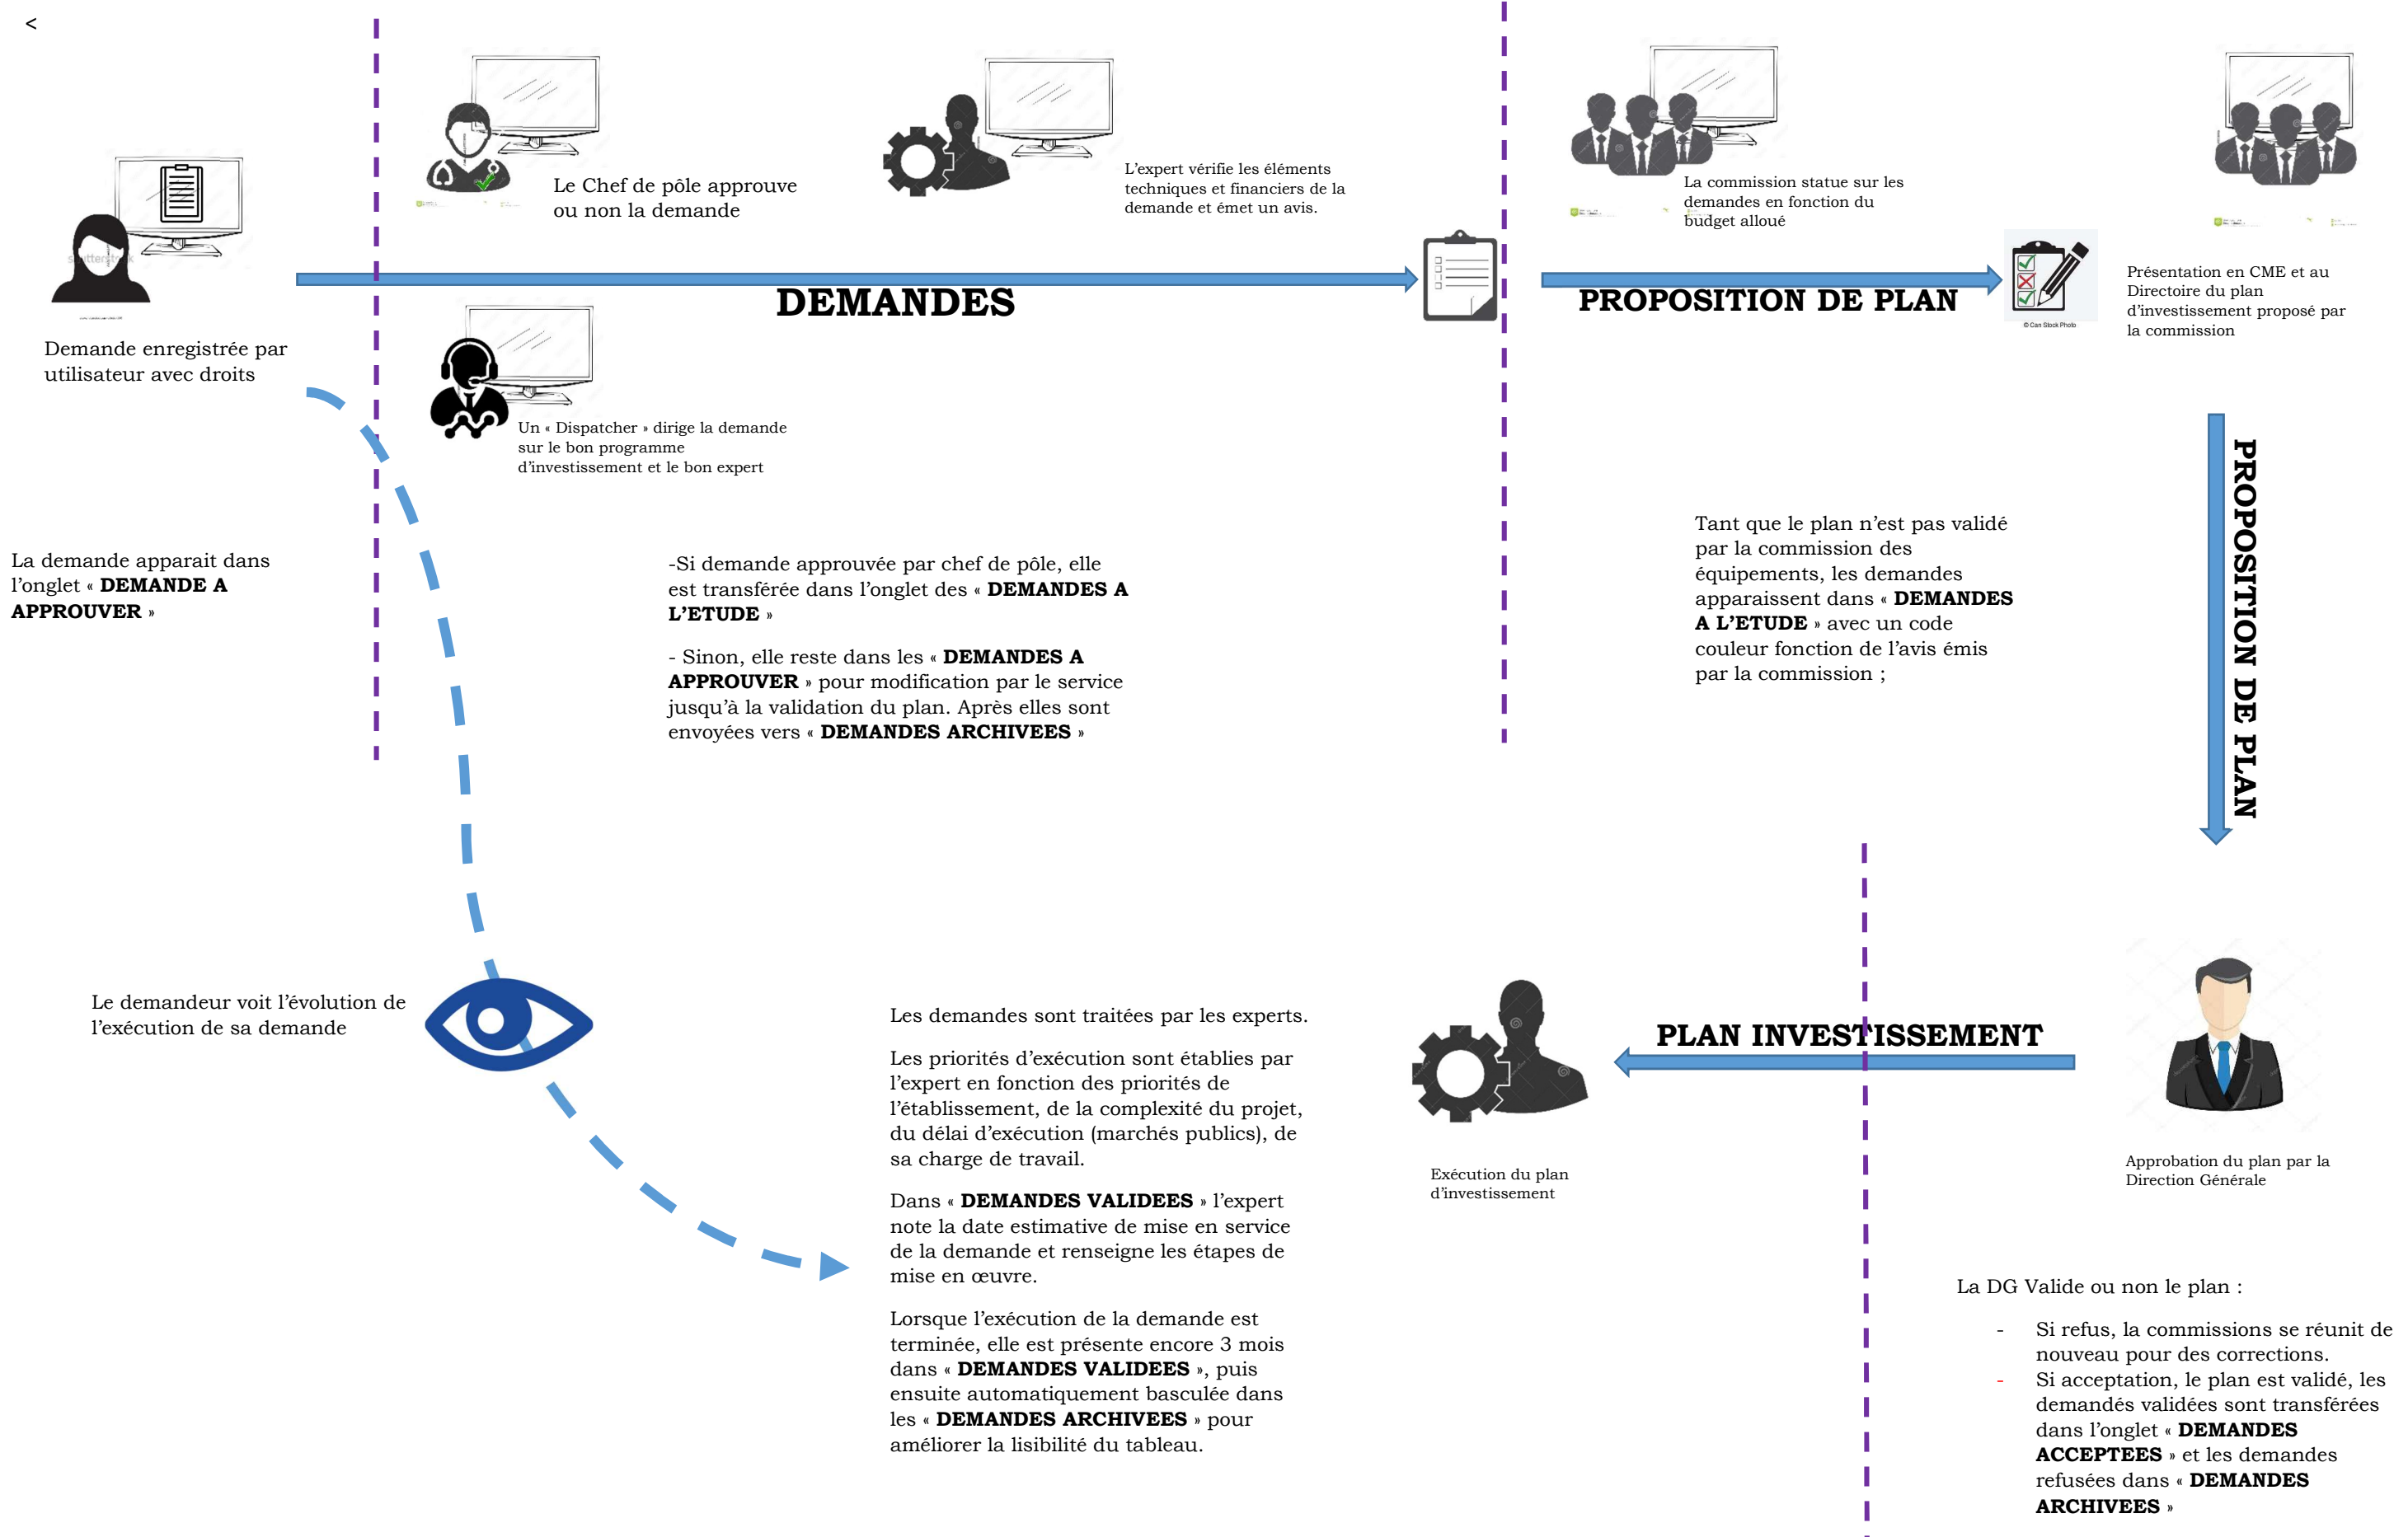 <
Demande enregistrée par
utilisateur avec droits
La demande apparait dans
l'onglet « DEMANDE A
APPROUVER »
Le Chef de pôle approuve
ou non la demande
L'expert vérifie les éléments
techniques et financiers de la
demande et émet un avis.
DEMANDES
Un « Dispatcher » dirige la demande
sur le bon programme
d'investissement et le bon expert
-Si demande approuvée par chef de pôle, elle
est transférée dans l'onglet des « DEMANDES A
L'ETUDE »
- Sinon, elle reste dans les « DEMANDES A
APPROUVER » pour modification par le service
jusqu'à la validation du plan. Après elles sont
envoyées vers « DEMANDES ARCHIVEES »
La commission statue sur les
demandes en fonction du
budget alloué
PROPOSITION DE PLAN
© Can Stock Photo
Présentation en CME et au
Directoire du plan
d'investissement proposé par
la commission
Tant que le plan n'est pas validé
par la commission des
équipements, les demandes
apparaissent dans « DEMANDES
A L'ETUDE » avec un code
couleur fonction de l'avis émis
par la commission ;
PROPOSITION DE PLAN
Le demandeur voit l'évolution de
l'exécution de sa demande
Les demandes sont traitées par les experts.
Les priorités d'exécution sont établies par
l'expert en fonction des priorités de
l'établissement, de la complexité du projet,
du délai d'exécution (marchés publics), de
sa charge de travail.
Dans « DEMANDES VALIDEES » l'expert
note la date estimative de mise en service
de la demande et renseigne les étapes de
mise en œuvre.
Lorsque l'exécution de la demande est
terminée, elle est présente encore 3 mois
dans « DEMANDES VALIDEES », puis
ensuite automatiquement basculée dans
les « DEMANDES ARCHIVEES » pour
améliorer la lisibilité du tableau.
Exécution du plan
d'investissement
PLAN INVESTISSEMENT
Approbation du plan par la
Direction Générale
La DG Valide ou non le plan :
- Si refus, la commissions se réunit de
nouveau pour des corrections.
- Si acceptation, le plan est validé, les
demandés validées sont transférées
dans l'onglet « DEMANDES
ACCEPTEES » et les demandes
refusées dans « DEMANDES
ARCHIVEES »